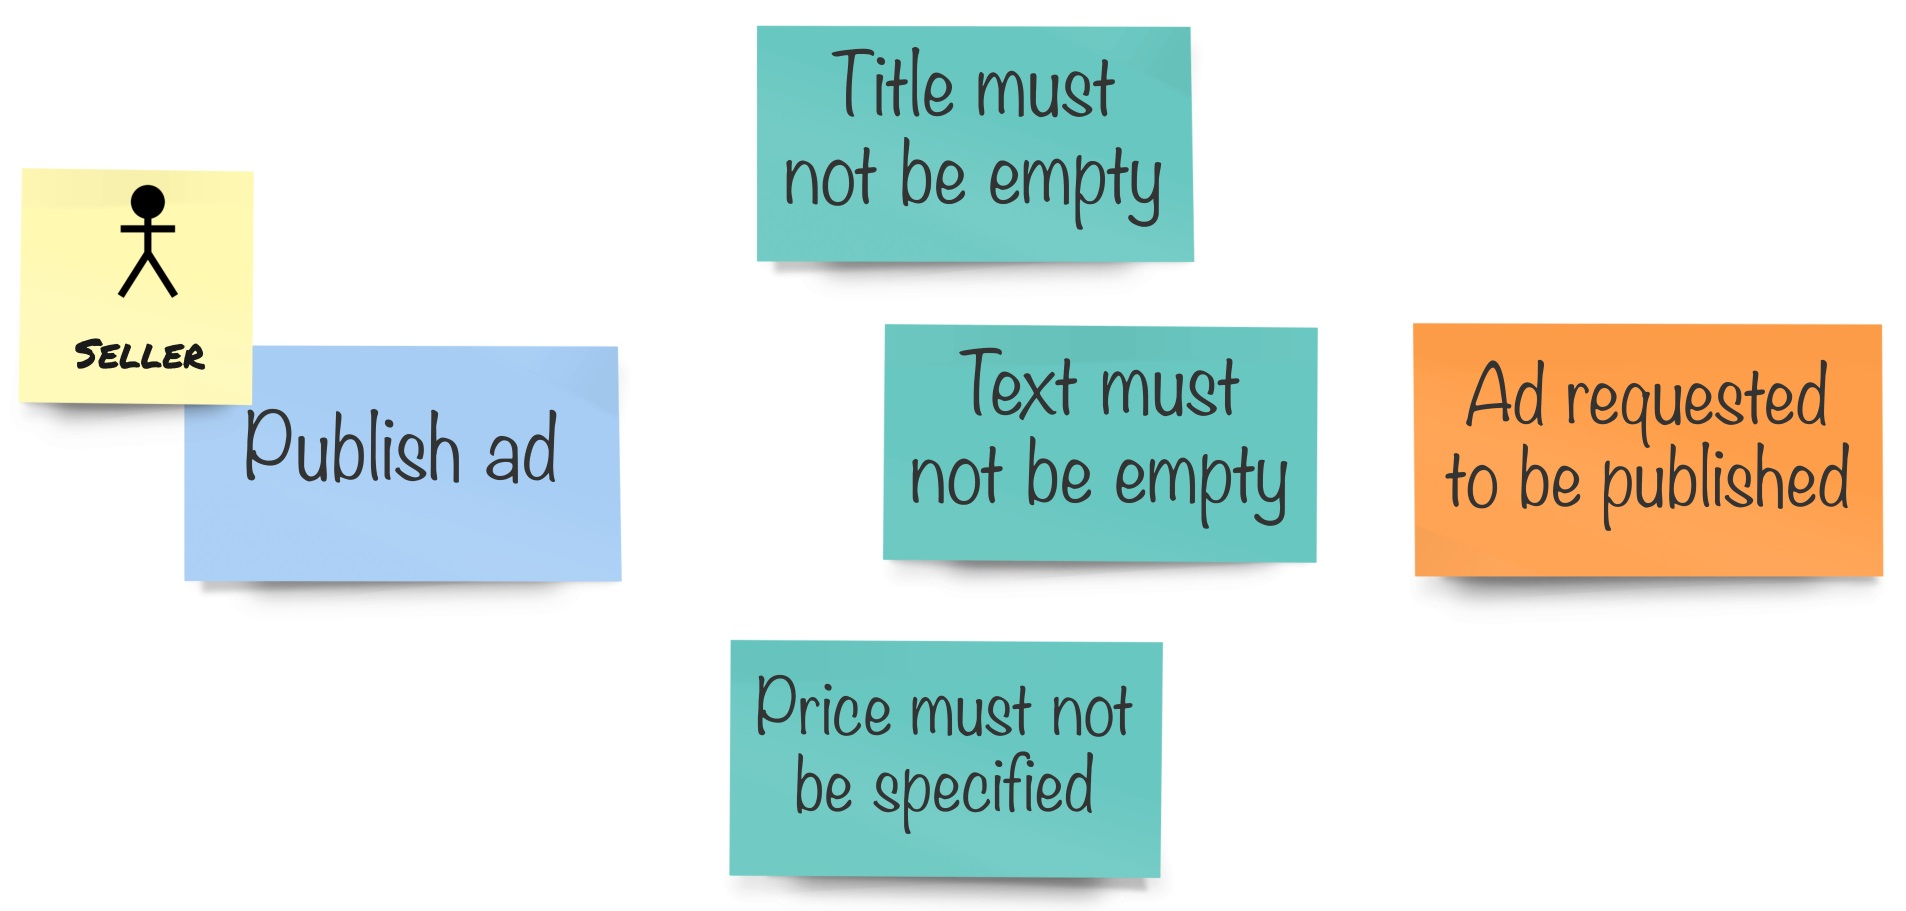 Seller
Publish ad
Title must
not be empty
Text must
not be empty
Price must not
be specified
Ad requested
to be published